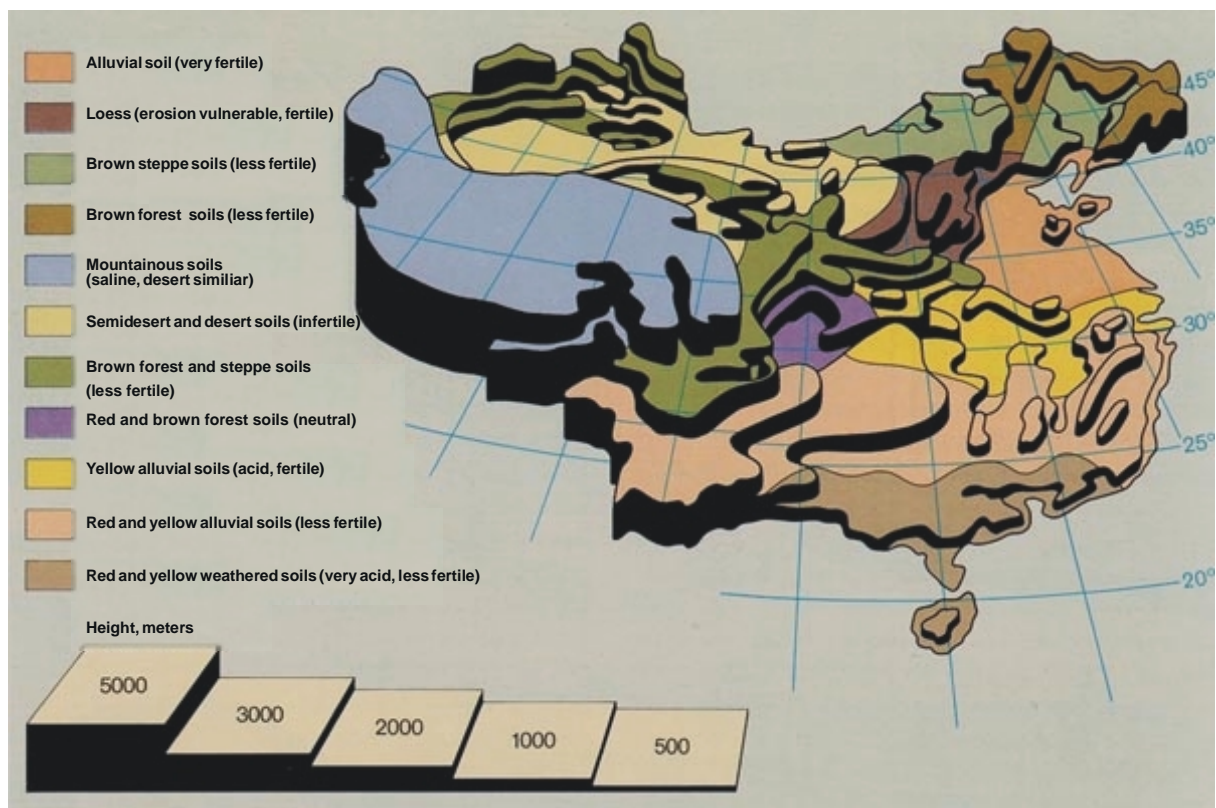 Alluvial soil (very fertile)
Loess (erosion vulnerable, fertile)
Brown steppe soils (less fertile)
Brown forest soils (less fertile)
Mountainous soils
(saline, desert similiar)
Semidesert and desert soils (infertile)
Brown forest and steppe soils
(less fertile)
Red and brown forest soils (neutral)
Yellow alluvial soils (acid, fertile)
Red and yellow alluvial soils (less fertile)
Red and yellow weathered soils (very acid, less fertile)
Height, meters
5000
3000
2000
1000
500
45°
40°
35°
30°
25°
20°